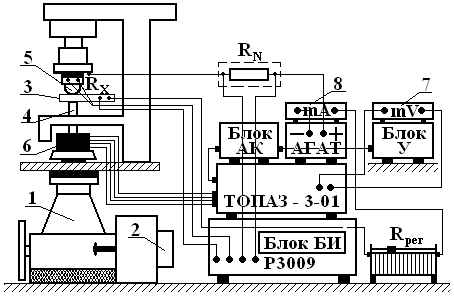 R_N
8
7
5
R_X
3
mA
mV
4
Блок АК
АГАТ
Блок У
6
ТОПАЗ - 3-01
1
2
Блок БИ
R_рег
Р3009